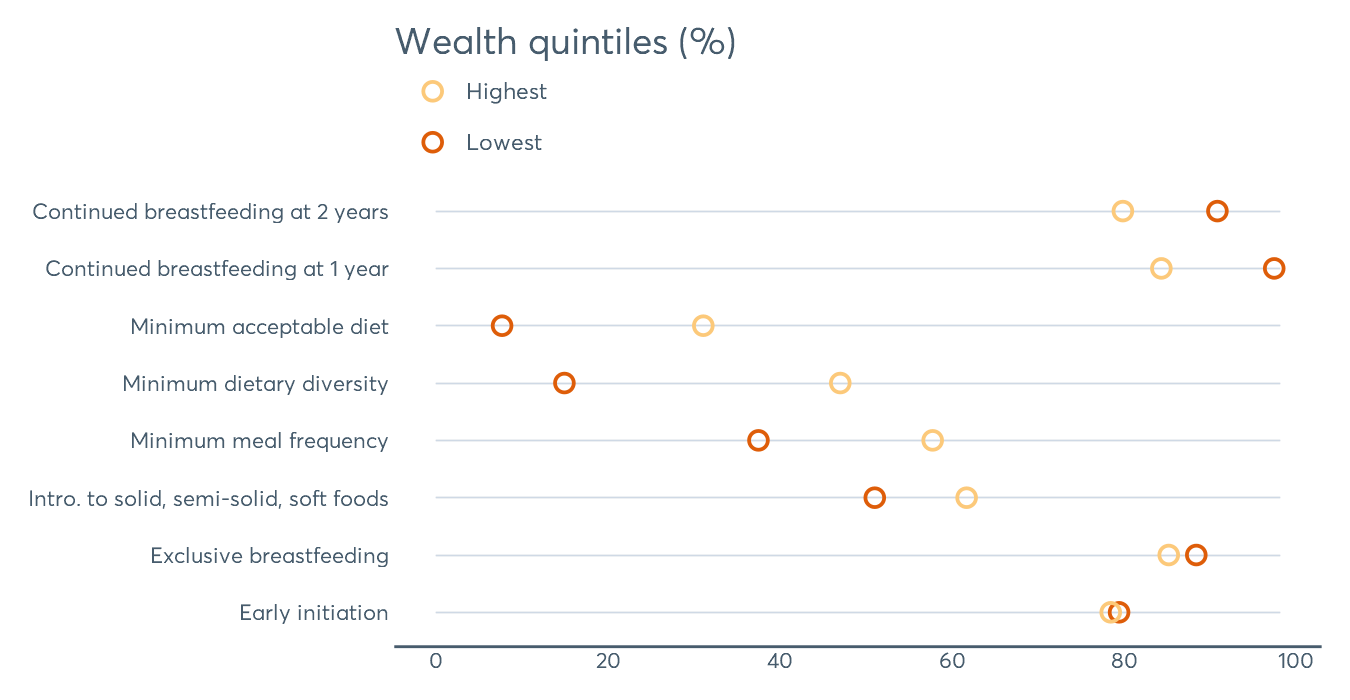 Wealth quintiles (%)
Highest
Lowest
Continued breastfeeding at 2 years
Continued breastfeeding at 1 year
Minimum acceptable diet
Minimum dietary diversity
Minimum meal frequency
Intro. to solid, semi-solid, soft foods
Exclusive breastfeeding
Early initiation
0 20 40 60 80 100